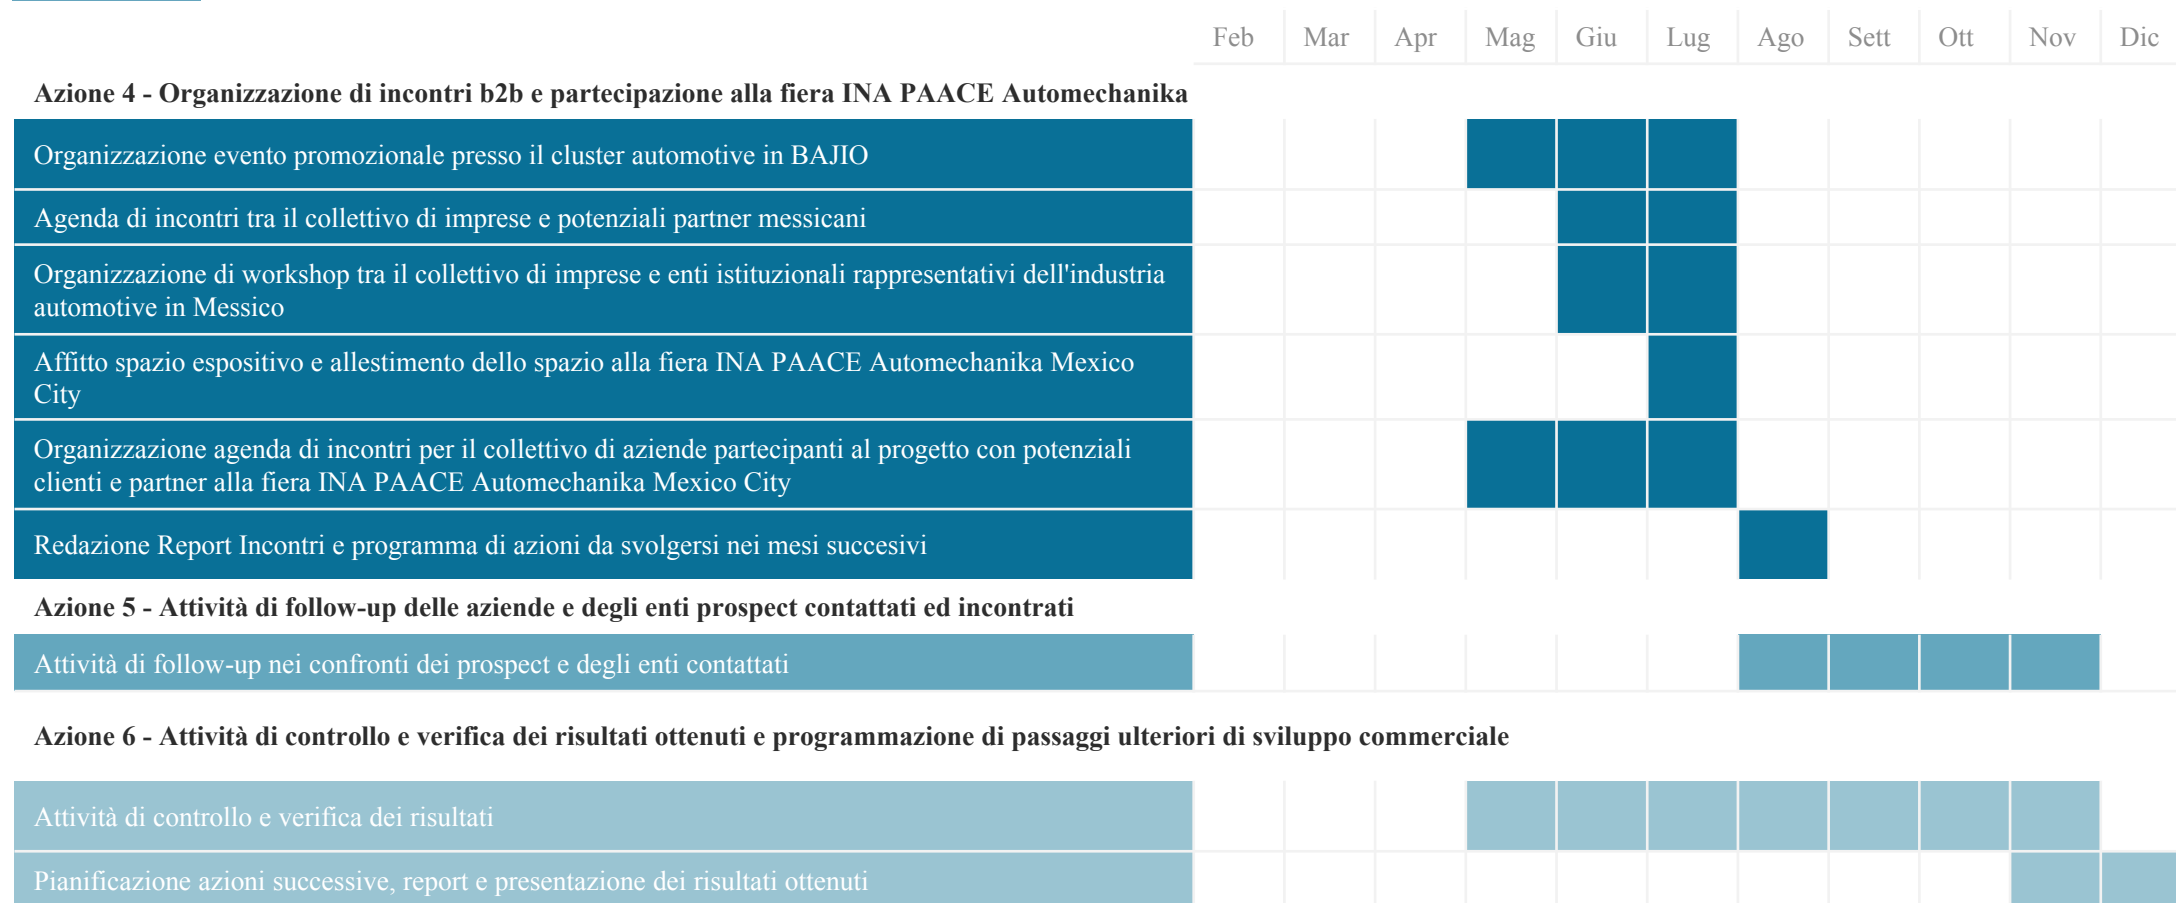 Feb Mar Apr Mag Giu Lug Ago Sett Ott Nov Dic
Azione 4 - Organizzazione di incontri b2b e partecipazione alla fiera INA PAACE Automechanika
Organizzazione evento promozionale presso il cluster automotive in BAJIO
Agenda di incontri tra il collettivo di imprese e potenziali partner messicani
Organizzazione di workshop tra il collettivo di imprese e enti istituzionali rappresentativi dell'industria
automotive in Messico
Affitto spazio espositivo e allestimento dello spazio alla fiera INA PAACE Automechanika Mexico
City
Organizzazione agenda di incontri per il collettivo di aziende partecipanti al progetto con potenziali
clienti e partner alla fiera INA PAACE Automechanika Mexico City
Redazione Report Incontri e programma di azioni da svolgersi nei mesi succesivi
Azione 5 - Attività di follow-up delle aziende e degli enti prospect contattati ed incontrati
Attività di follow-up nei confronti dei prospect e degli enti contattati
Azione 6 - Attività di controllo e verifica dei risultati ottenuti e programmazione di passaggi ulteriori di sviluppo commerciale
Attività di controllo e verifica dei risultati
Pianificazione azioni successive, report e presentazione dei risultati ottenuti